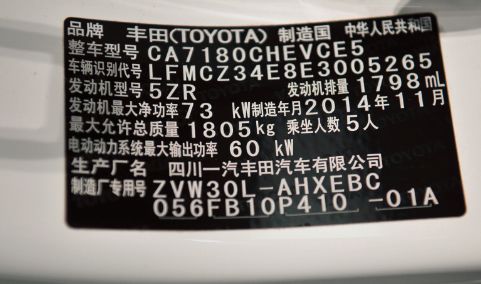 品牌 丰田(TOYOTA) 制造国 中华人民共和国
整车型号 CA7180CHEVCE5
车辆识别代号 LFMCZ34E8E3005265
发动机型号 5ZR 发动机排量 1798mL
发动机最大净功率 73 kW 制造年月 2014年11月
最大允许总质量 1805kg 乘坐人数 5人
电动动力系统最大输出功率 60 kW
生产厂名 四川一汽丰田汽车有限公司
制造厂专用号 ZVW30L-AHXEBC
056FB10P410 -01A